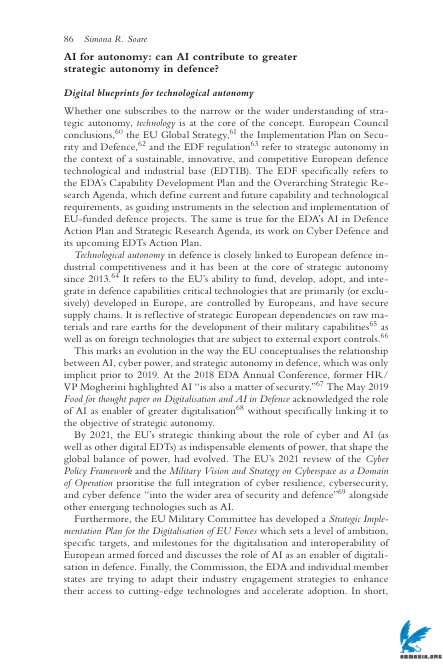 86 Simona R. Soare
AI for autonomy: can AI contribute to greater
strategic autonomy in defence?
Digital blueprints for technological autonomy
Whether one subscribes to the narrow or the wider understanding of stra-
tegic autonomy, technology is at the core of the concept. European Council
conclusions,60 the EU Global Strategy,61 the Implementation Plan on Secu-
rity and Defence,62 and the EDF regulation63 refer to strategic autonomy in
the context of a sustainable, innovative, and competitive European defence
technological and industrial base (EDTIB). The EDF specifically refers to
the EDA's Capability Development Plan and the Overarching Strategic Re-
search Agenda, which define current and future capability and technological
requirements, as guiding instruments in the selection and implementation of
EU-funded defence projects. The same is true for the EDA's AI in Defence
Action Plan and Strategic Research Agenda, its work on Cyber Defence and
its upcoming EDTs Action Plan.
Technological autonomy in defence is closely linked to European defence in-
dustrial competitiveness and it has been at the core of strategic autonomy
since 2013.64 It refers to the EU's ability to fund, develop, adopt, and inte-
grate in defence capabilities critical technologies that are primarily (or exclu-
sively) developed in Europe, are controlled by Europeans, and have secure
supply chains. It is reflective of strategic European dependencies on raw ma-
terials and rare earths for the development of their military capabilities65 as
well as on foreign technologies that are subject to external export controls.66
This marks an evolution in the way the EU conceptualises the relationship
between AI, cyber power, and strategic autonomy in defence, which was only
implicit prior to 2019. At the 2018 EDA Annual Conference, former HR/
VP Mogherini highlighted AI “is also a matter of security.”67 The May 2019
Food for thought paper on Digitalisation and AI in Defence acknowledged the role
of AI as enabler of greater digitalisation68 without specifically linking it to
the objective of strategic autonomy.
By 2021, the EU's strategic thinking about the role of cyber and AI (as
well as other digital EDTs) as indispensable elements of power, that shape the
global balance of power, had evolved. The EU's 2021 review of the Cyber
Policy Framework and the Military Vision and Strategy on Cyberspace as a Domain
of Operation prioritise the full integration of cyber resilience, cybersecurity,
and cyber defence “into the wider area of security and defence”69 alongside
other emerging technologies such as AI.
Furthermore, the EU Military Committee has developed a Strategic Imple-
mentation Plan for the Digitalisation of EU Forces which sets a level of ambition,
specific targets, and milestones for the digitalisation and interoperability of
European armed forced and discusses the role of AI as an enabler of digitali-
sation in defence. Finally, the Commission, the EDA and individual member
states are trying to adapt their industry engagement strategies to enhance
their access to cutting-edge technologies and accelerate adoption. In short,